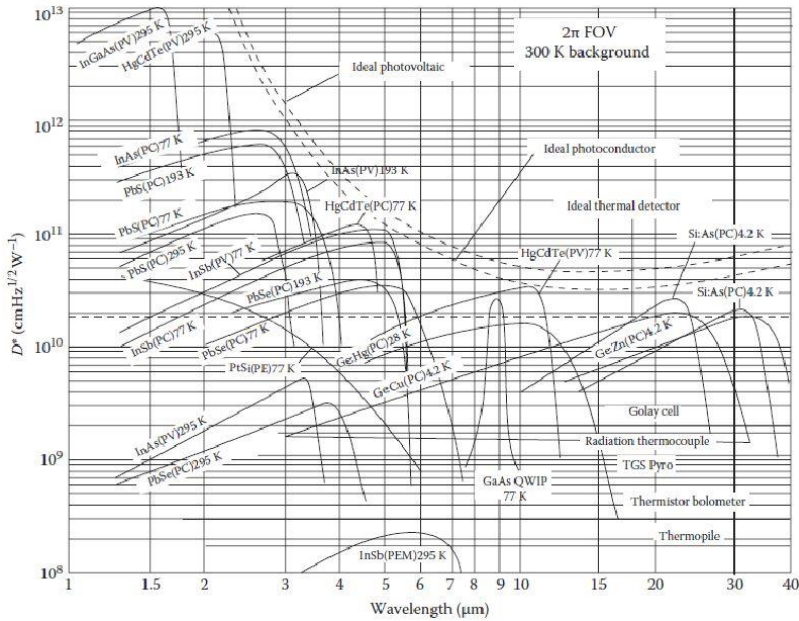 10¹³
10¹²
10¹¹
10¹⁰
10⁹
10⁸
D* (cmHz¹/² W⁻¹)
2π FOV
300 K background
InGaAs(PV)295 K
HgCdTe(PV)295 K
Ideal photovoltaic
InAs(PC)77 K
PbS(PC)193 K
InAs(PV)193 K
Ideal photoconductor
HgCdTe(PC)77 K
Ideal thermal detector
PbS(PC)77 K
PbS(PC)295 K
InSb(PV)77 K
HgCdTe(PV)77 K
Si:As(PC)4.2 K
PbSe(PC)193 K
Si:As(PC)4.2 K
InSb(PC)77 K
PbSe(PC)77 K
Ge:Hg(PC)28 K
Ge:Zn(PC)4.2 K
PtSi(PE)77 K
Ge:Cu(PC)4.2 K
Golay cell
InAs(PV)295 K
Radiation thermocouple
PbSe(PC)295 K
TGS Pyro
GaAs QWIP
77 K
Thermistor bolometer
Thermopile
InSb(PEM)295 K
1 1.5 2 3 4 5 6 7 8 9 10 15 20 30 40
Wavelength (μm)